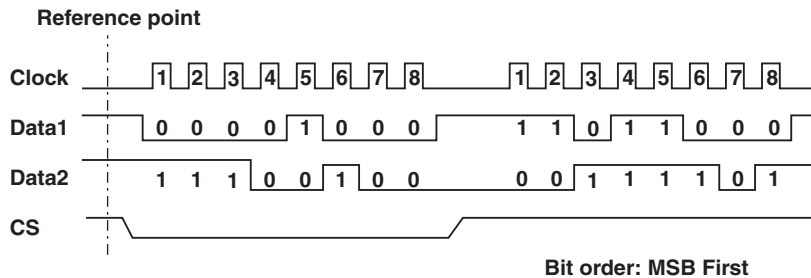 Reference point
Clock 1 2 3 4 5 6 7 8 1 2 3 4 5 6 7 8
Data1 0 0 0 0 1 0 0 0 1 1 0 1 1 0 0 0
Data2 1 1 1 0 0 1 0 0 0 0 1 1 1 1 0 1
CS
Bit order: MSB First